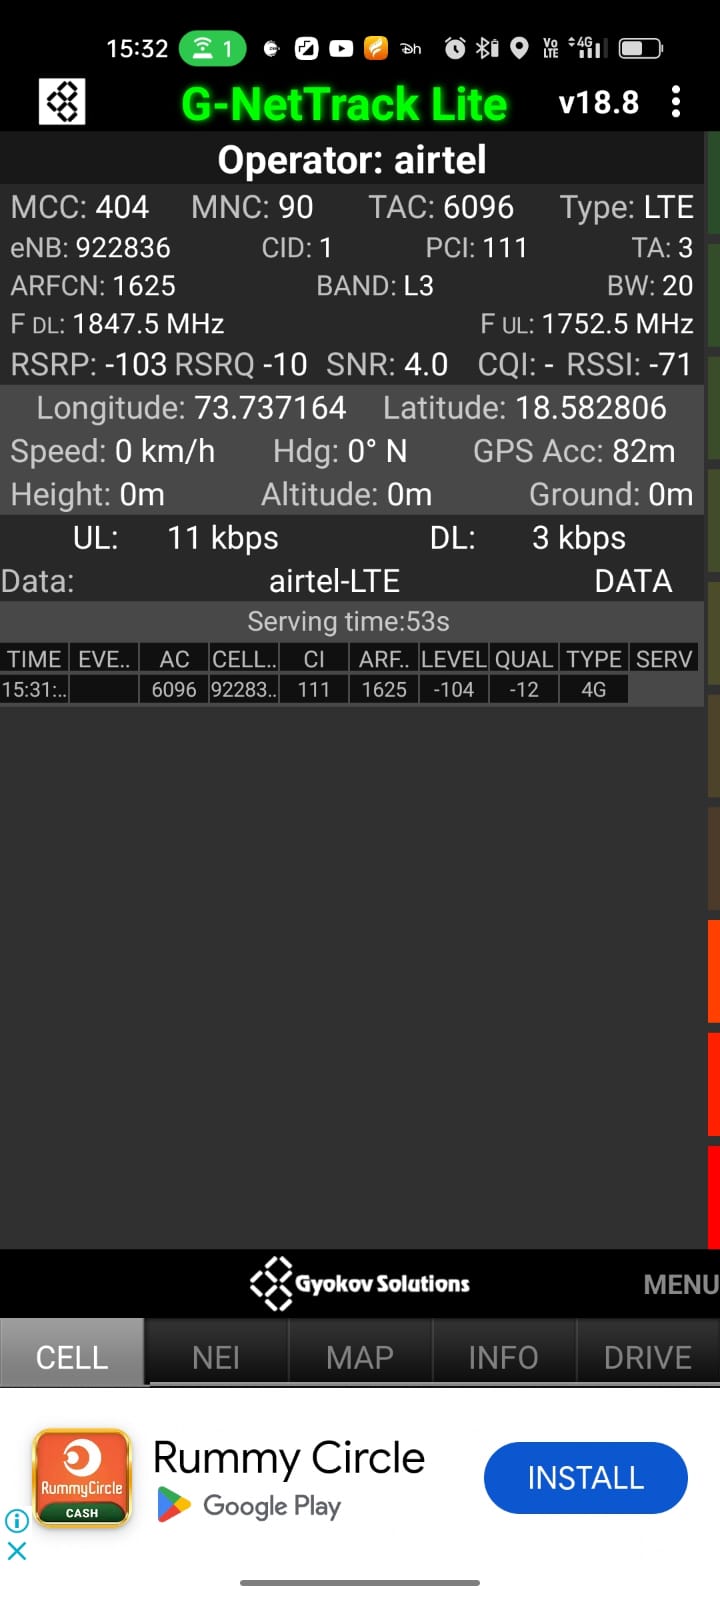 15:32 1 Dh VO LTE 4G
G-NetTrack Lite v18.8
Operator: airtel
MCC: 404 MNC: 90 TAC: 6096 Type: LTE
eNB: 922836 CID: 1 PCI: 111 TA: 3
ARFCN: 1625 BAND: L3 BW: 20
F DL: 1847.5 MHz F UL: 1752.5 MHz
RSRP: -103 RSRQ -10 SNR: 4.0 CQI: - RSSI: -71
Longitude: 73.737164 Latitude: 18.582806
Speed: 0 km/h Hdg: 0° N GPS Acc: 82m
Height: 0m Altitude: 0m Ground: 0m
UL: 11 kbps DL: 3 kbps
Data: airtel-LTE DATA
Serving time:53s
TIME EVE.. AC CELL.. CI ARF.. LEVEL QUAL TYPE SERV
15:31:.. 6096 92283.. 111 1625 -104 -12 4G
Gyokov Solutions MENU
CELL NEI MAP INFO DRIVE
Rummy Circle
RummyCircle
CASH
Google Play
INSTALL